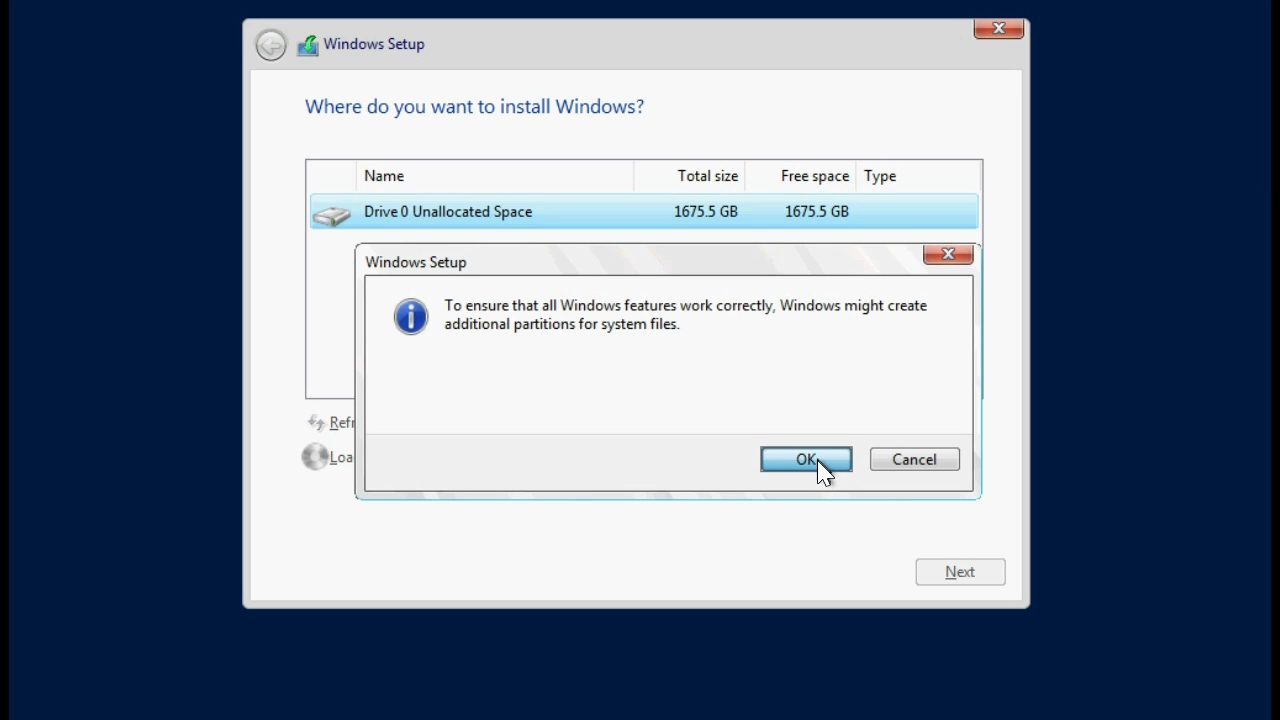 Windows Setup
Where do you want to install Windows?
Name Total size Free space Type
Drive 0 Unallocated Space 1675.5 GB 1675.5 GB
Windows Setup
To ensure that all Windows features work correctly, Windows might create
additional partitions for system files.
Refr
Loa
OK Cancel
Next